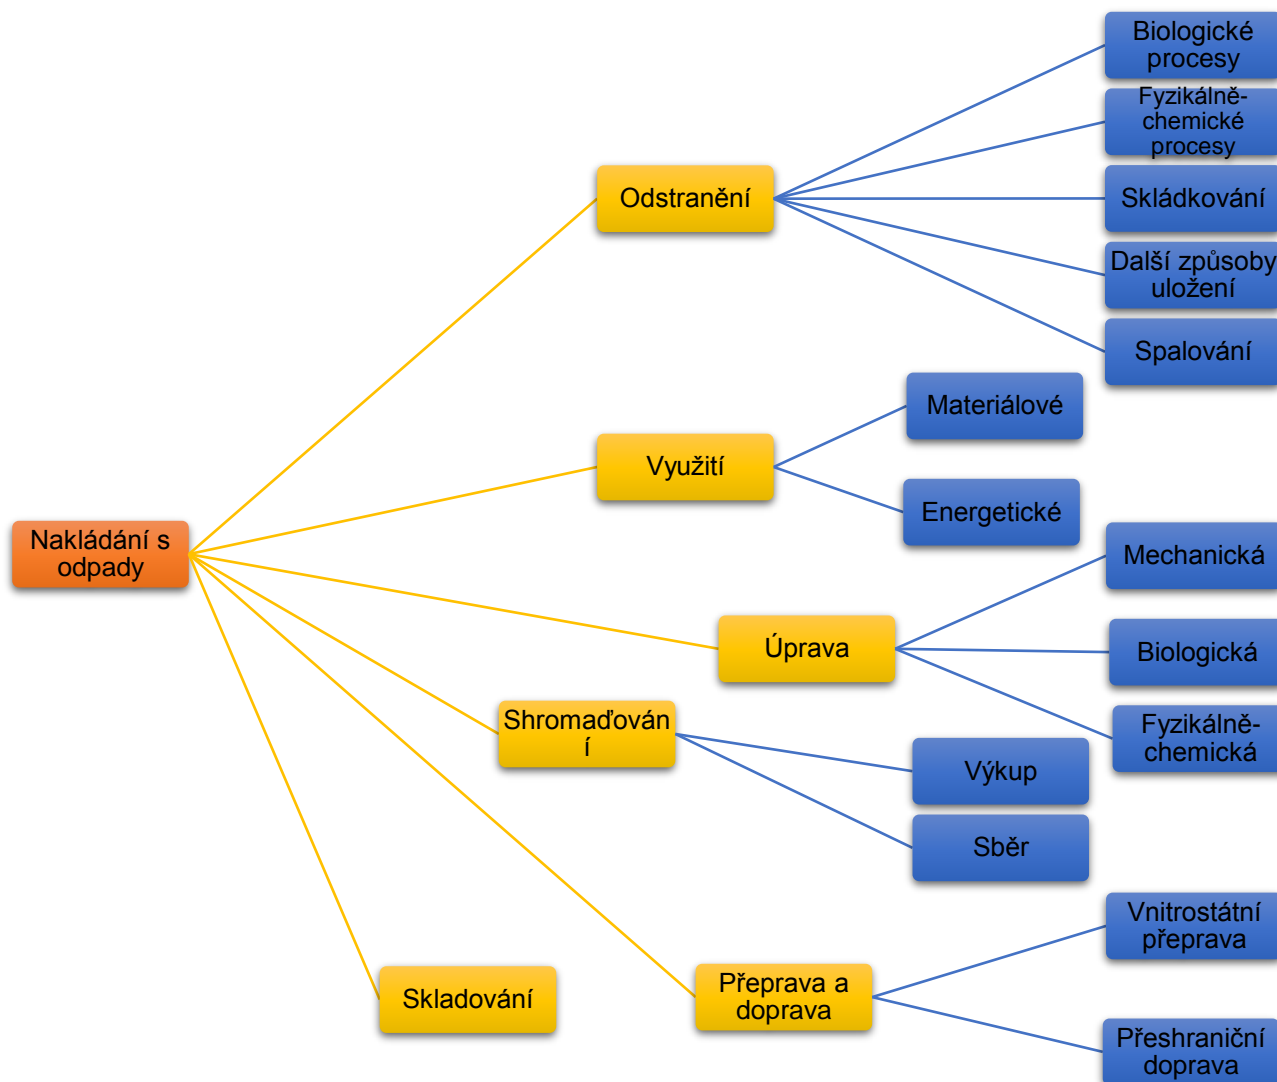 Biologické
procesy
Fyzikálně-
chemické
procesy
Odstranění
Skládkování
Další způsoby
uložení
Spalování
Materiálové
Využití
Energetické
Nakládání s
odpady
Mechanická
Úprava
Biologická
Fyzikálně-
chemická
Shromaďován
í
Výkup
Sběr
Vnitrostátní
přeprava
Skladování
Přeprava a
doprava
Přeshraniční
doprava